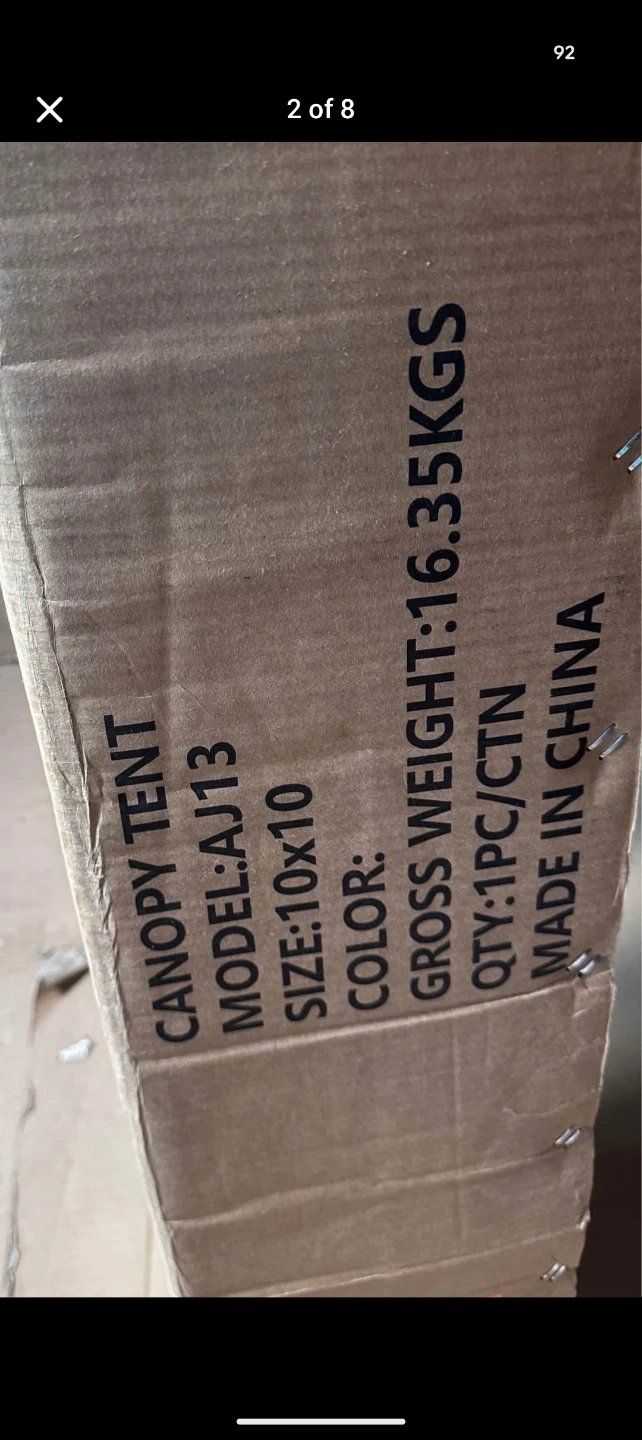 92
2 of 8
CANOPY TENT
MODEL:AJ13
SIZE:10x10
COLOR:
GROSS WEIGHT:16.35KGS
QTY:1PC/CTN
MADE IN CHINA